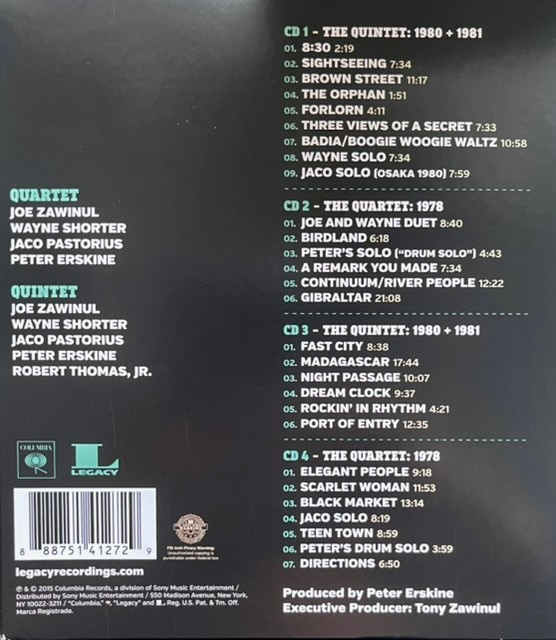 QUARTET
JOE ZAWINUL
WAYNE SHORTER
JACO PASTORIUS
PETER ERSKINE
QUINTET
JOE ZAWINUL
WAYNE SHORTER
JACO PASTORIUS
PETER ERSKINE
ROBERT THOMAS, JR.
COLUMBIA
L
LEGACY
8 88751 41272 9
FBI Anti-Piracy Warning:
Unauthorized copying is
punishable under federal law
legacyrecordings.com
℗ & © 2015 Columbia Records, a division of Sony Music Entertainment /
Distributed by Sony Music Entertainment / 550 Madison Avenue, New York,
NY 10022-3211 / "Columbia," "Legacy" and L, Reg. U.S. Pat. & Tm. Off.
Marca Registrada.
CD 1 - THE QUINTET: 1980 + 1981
01. 8:30 2:19
02. SIGHTSEEING 7:34
03. BROWN STREET 11:17
04. THE ORPHAN 1:51
05. FORLORN 4:11
06. THREE VIEWS OF A SECRET 7:33
07. BADIA/BOOGIE WOOGIE WALTZ 10:58
08. WAYNE SOLO 7:34
09. JACO SOLO (OSAKA 1980) 7:59
CD 2 - THE QUARTET: 1978
01. JOE AND WAYNE DUET 8:40
02. BIRDLAND 6:18
03. PETER'S SOLO ("DRUM SOLO") 4:43
04. A REMARK YOU MADE 7:34
05. CONTINUUM/RIVER PEOPLE 12:22
06. GIBRALTAR 21:08
CD 3 - THE QUINTET: 1980 + 1981
01. FAST CITY 8:38
02. MADAGASCAR 17:44
03. NIGHT PASSAGE 10:07
04. DREAM CLOCK 9:37
05. ROCKIN' IN RHYTHM 4:21
06. PORT OF ENTRY 12:35
CD 4 - THE QUARTET: 1978
01. ELEGANT PEOPLE 9:18
02. SCARLET WOMAN 11:53
03. BLACK MARKET 13:14
04. JACO SOLO 8:19
05. TEEN TOWN 8:59
06. PETER'S DRUM SOLO 3:59
07. DIRECTIONS 6:50
Produced by Peter Erskine
Executive Producer: Tony Zawinul